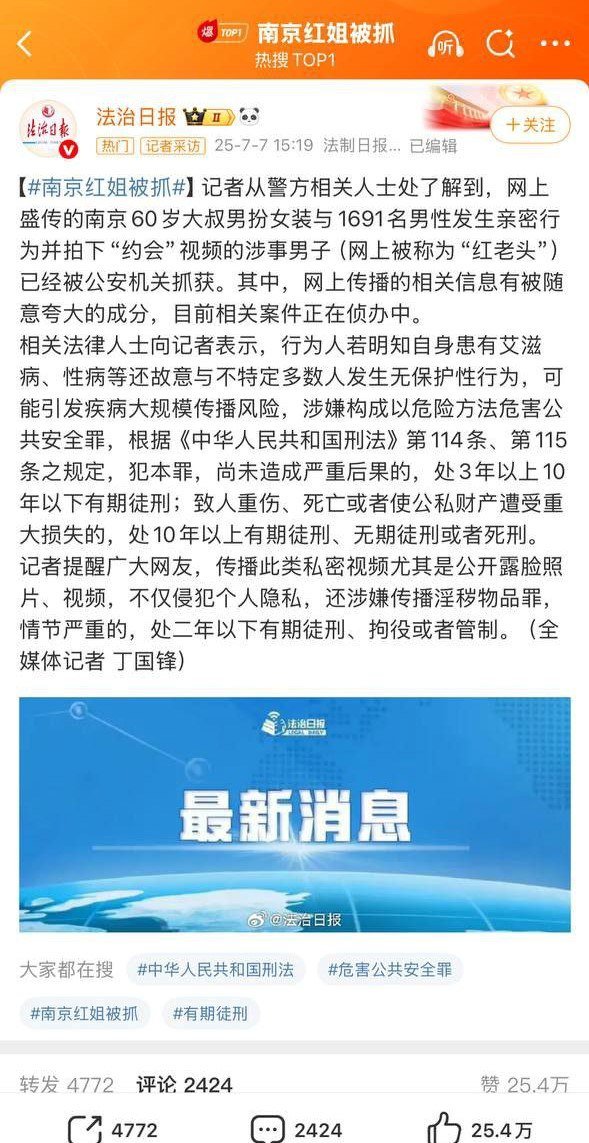 爆 TOP1 南京红姐被抓
热搜 TOP1
听
法治日报 II
+关注
热门 记者采访 25-7-7 15:19 法制日报... 已编辑
法治日报
【#南京红姐被抓#】记者从警方相关人士处了解到，网上
盛传的南京60岁大叔男扮女装与1691名男性发生亲密行
为并拍下“约会”视频的涉事男子（网上被称为“红老头”）
已经被公安机关抓获。其中，网上传播的相关信息有被随
意夸大的成分，目前相关案件正在侦办中。
相关法律人士向记者表示，行为人若明知自身患有艾滋
病、性病等还故意与不特定多数人发生无保护性行为，可
能引发疾病大规模传播风险，涉嫌构成以危险方法危害公
共安全罪，根据《中华人民共和国刑法》第114条、第115
条之规定，犯本罪，尚未造成严重后果的，处3年以上10
年以下有期徒刑；致人重伤、死亡或者使公私财产遭受重
大损失的，处10年以上有期徒刑、无期徒刑或者死刑。
记者提醒广大网友，传播此类私密视频尤其是公开露脸照
片、视频，不仅侵犯个人隐私，还涉嫌传播淫秽物品罪，
情节严重的，处二年以下有期徒刑、拘役或者管制。（全
媒体记者 丁国锋）
法治日报
LEGAL DAILY
最新消息
@法治日报
大家都在搜 #中华人民共和国刑法 #危害公共安全罪
#南京红姐被抓 #有期徒刑
转发 4772 评论 2424 赞 25.4万
4772 2424 25.4万